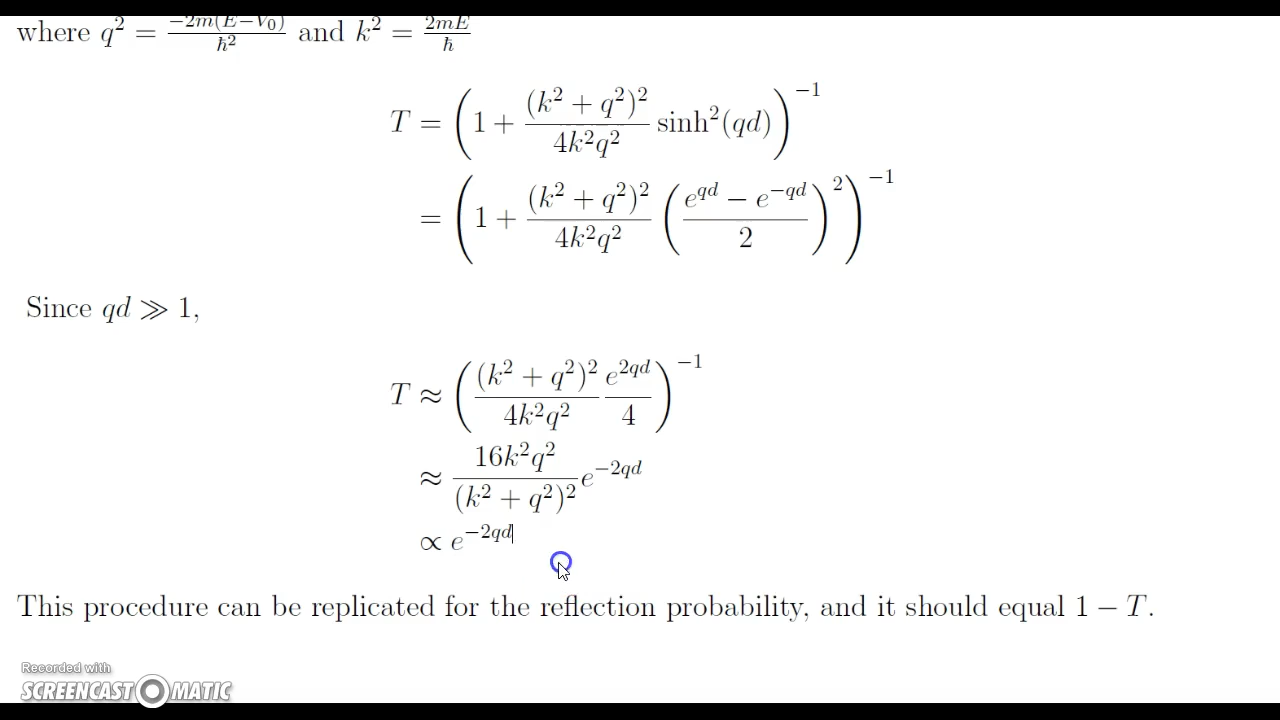 where q² = −2m(E−V₀)/ħ² and k² = 2mE/ħ
T = (1 + (k² + q²)²/4k²q² sinh²(qd))⁻¹
= (1 + (k² + q²)²/4k²q² ((e^{qd} − e^{−qd})/2)²)⁻¹
Since qd ≫ 1,
T ≈ ((k² + q²)²/4k²q² e^{2qd}/4)⁻¹
≈ 16k²q²/(k² + q²)² e^{−2qd}
∝ e^{−2qd}
This procedure can be replicated for the reflection probability, and it should equal 1 − T.
Recorded with
SCREENCAST-O-MATIC